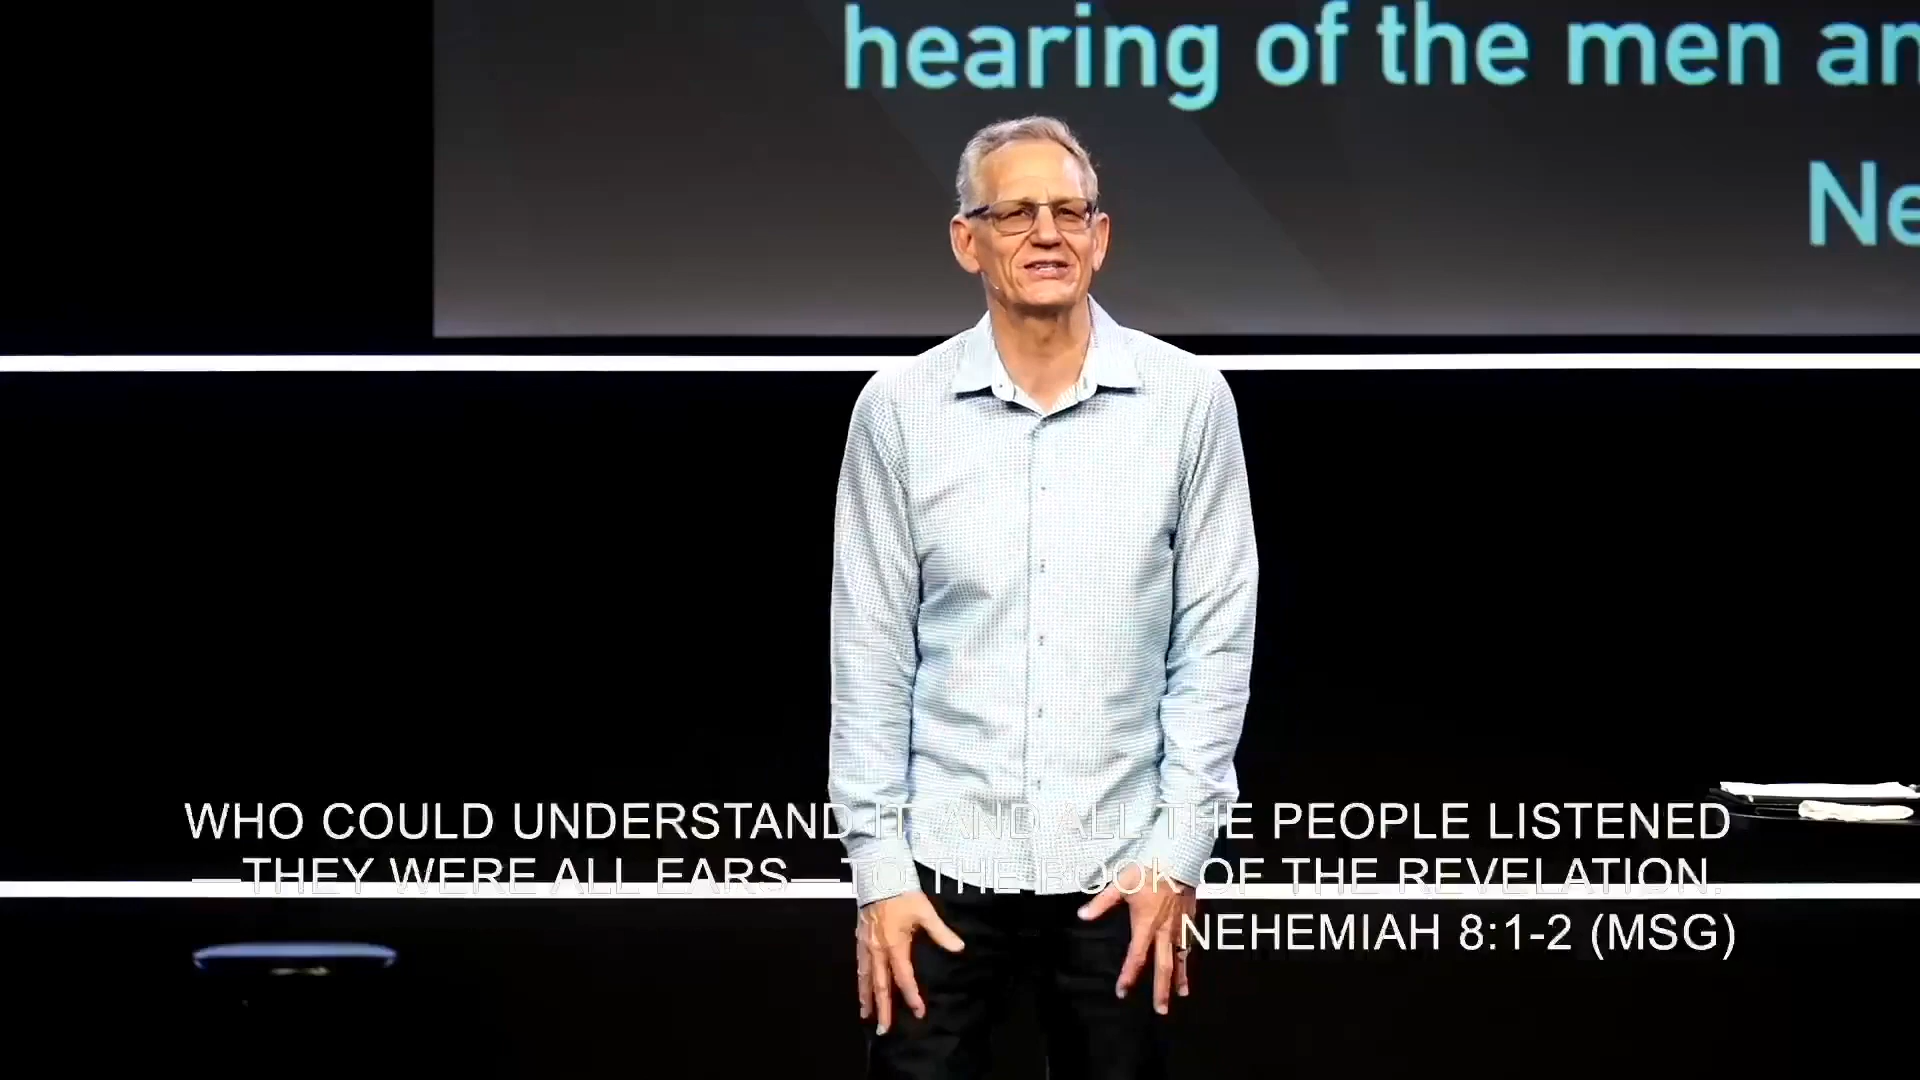 hearing of the men an
Ne
WHO COULD UNDERSTAND IT. AND ALL THE PEOPLE LISTENED
—THEY WERE ALL EARS—TO THE BOOK OF THE REVELATION.
NEHEMIAH 8:1-2 (MSG)